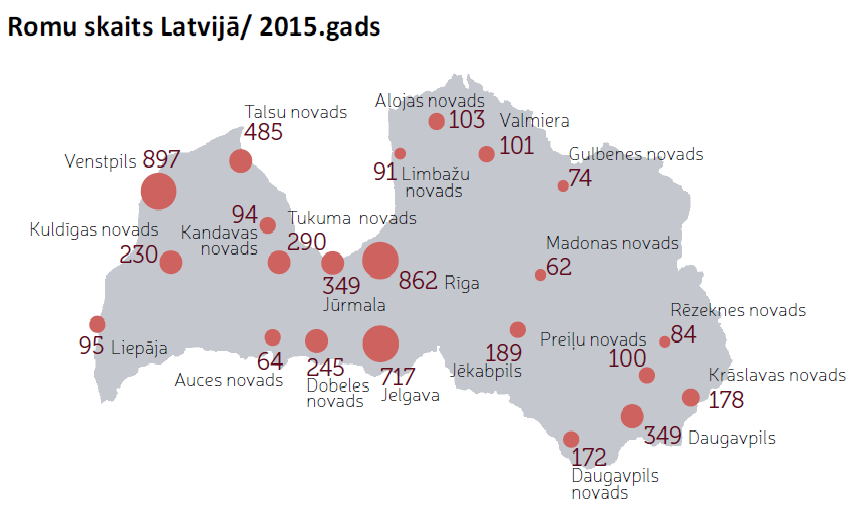 Romu skaits Latvijā/ 2015.gads
Alojas novads
103
Talsu novads
485
Valmiera
101
Venstpils 897
Gulbenes novads
74
91 Limbažu
novads
Kuldīgas novads
230
94
Kandavas
novads
Tukuma novads
290
Madonas novads
62
349
Jūrmala
862 Rīga
Rēzeknes novads
84
95 Liepāja
Preiļu novads
100
189
Jēkabpils
64
Auces novads
245
Dobeles
novads
717
Jelgava
Krāslavas novads
178
349 Daugavpils
172
Daugavpils
novads